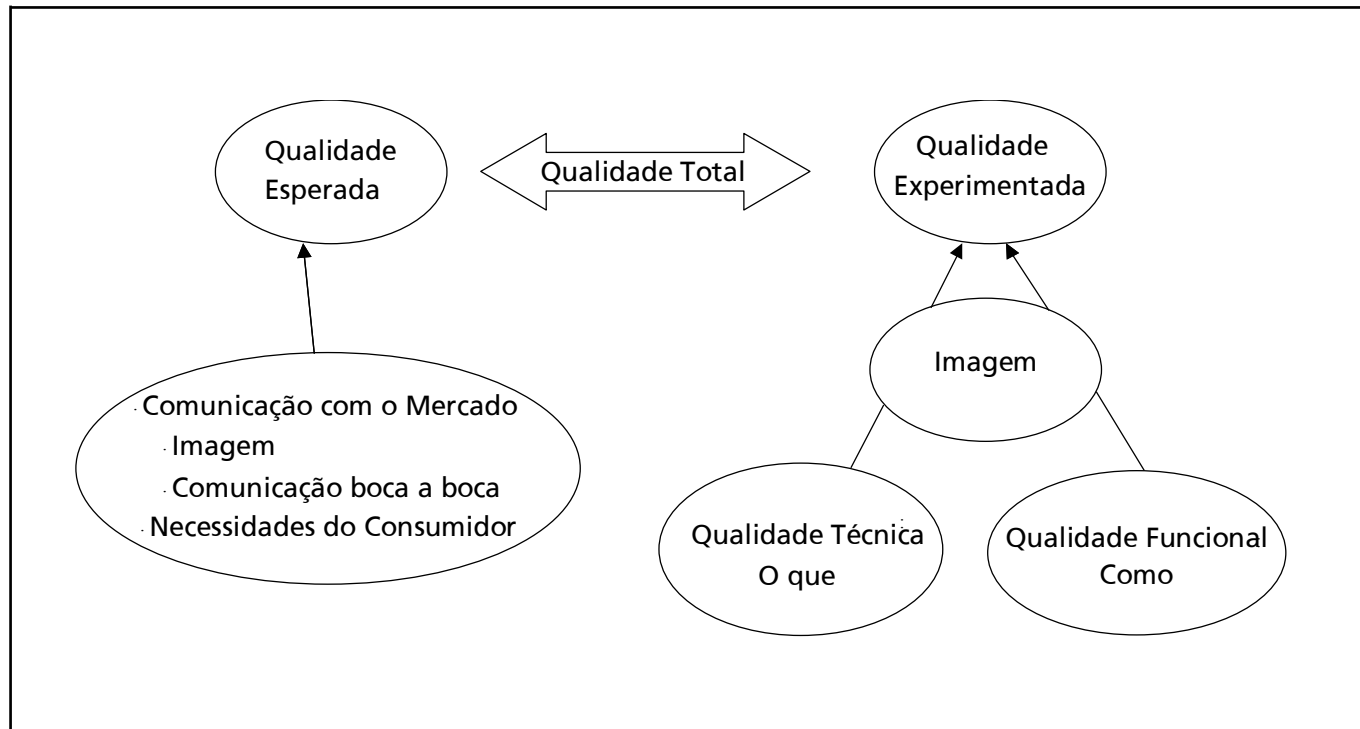 Qualidade
Esperada
Qualidade Total
Qualidade
Experimentada
· Comunicação com o Mercado
· Imagem
· Comunicação boca a boca
· Necessidades do Consumidor
Imagem
Qualidade Técnica
O que
Qualidade Funcional
Como